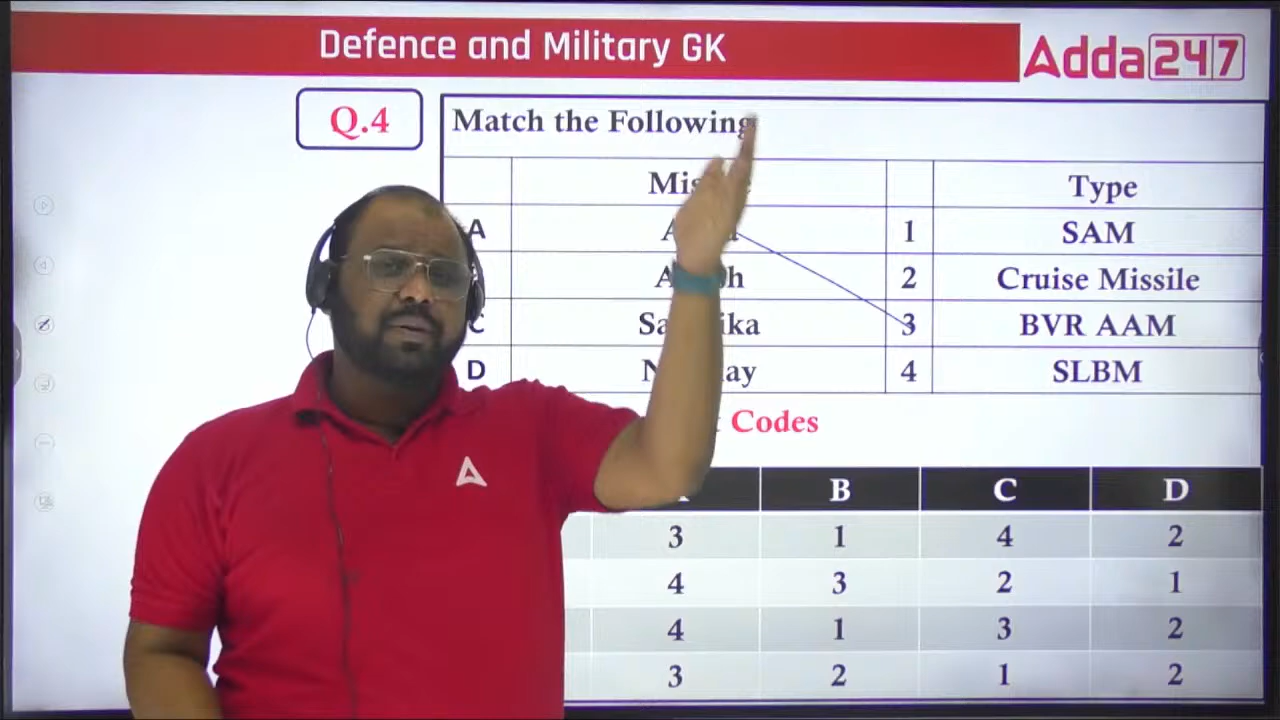 Defence and Military GK
Adda247
Q.4
Match the Following
Type
A 1 SAM
2 Cruise Missile
C 3 BVR AAM
D 4 SLBM
Codes
B C D
3 1 4 2
4 3 2 1
4 1 3 2
3 2 1 2